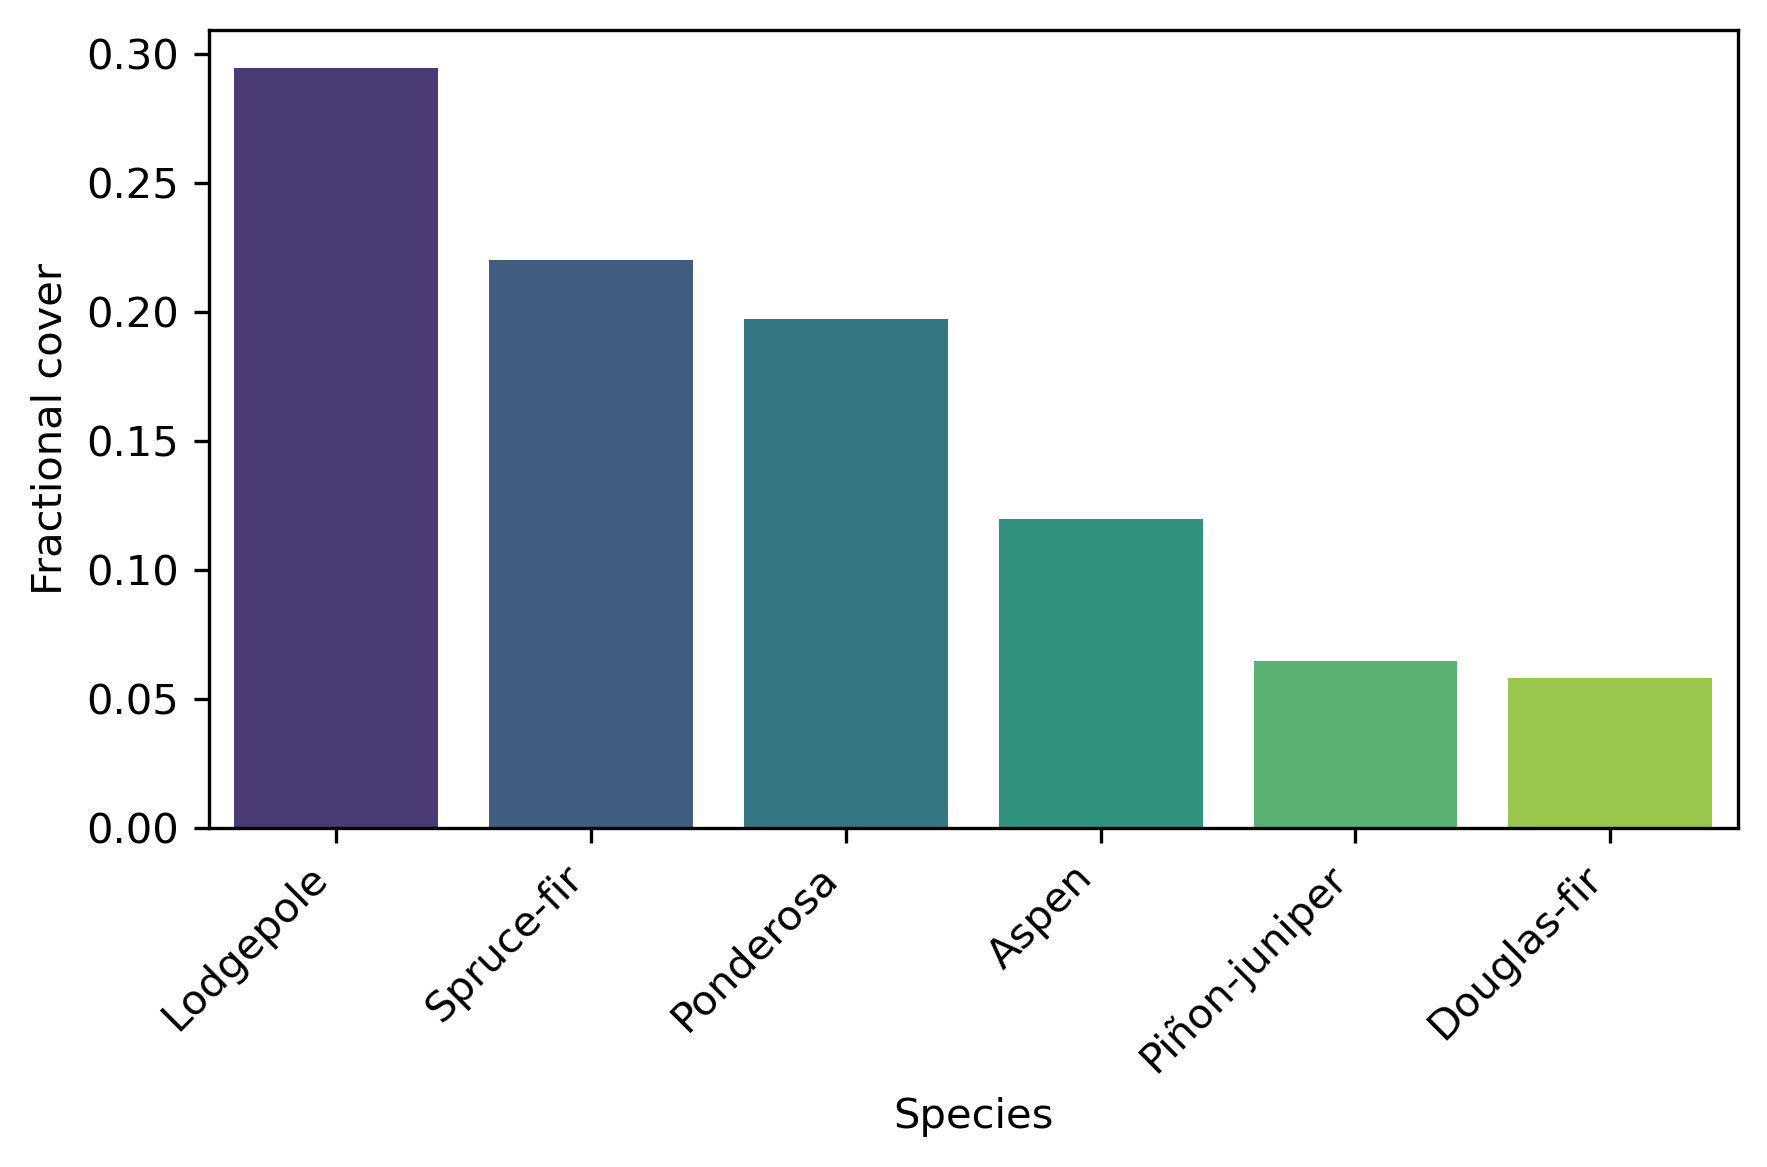 0.30
0.25
0.20
0.15
0.10
0.05
0.00
Fractional cover
Lodgepole
Spruce-fir
Ponderosa
Aspen
Piñon-juniper
Douglas-fir
Species